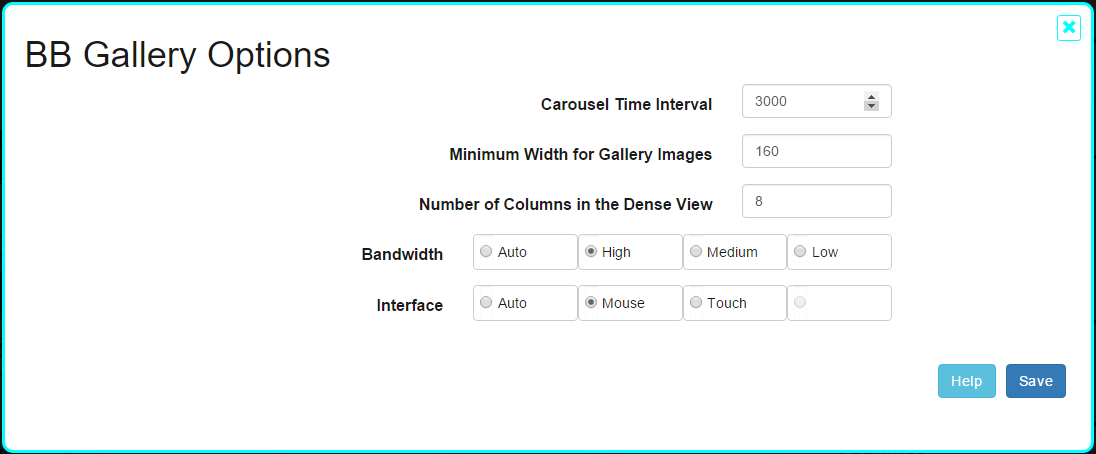 BB Gallery Options
Carousel Time Interval 3000
Minimum Width for Gallery Images 160
Number of Columns in the Dense View 8
Bandwidth Auto High Medium Low
Interface Auto Mouse Touch
Help Save